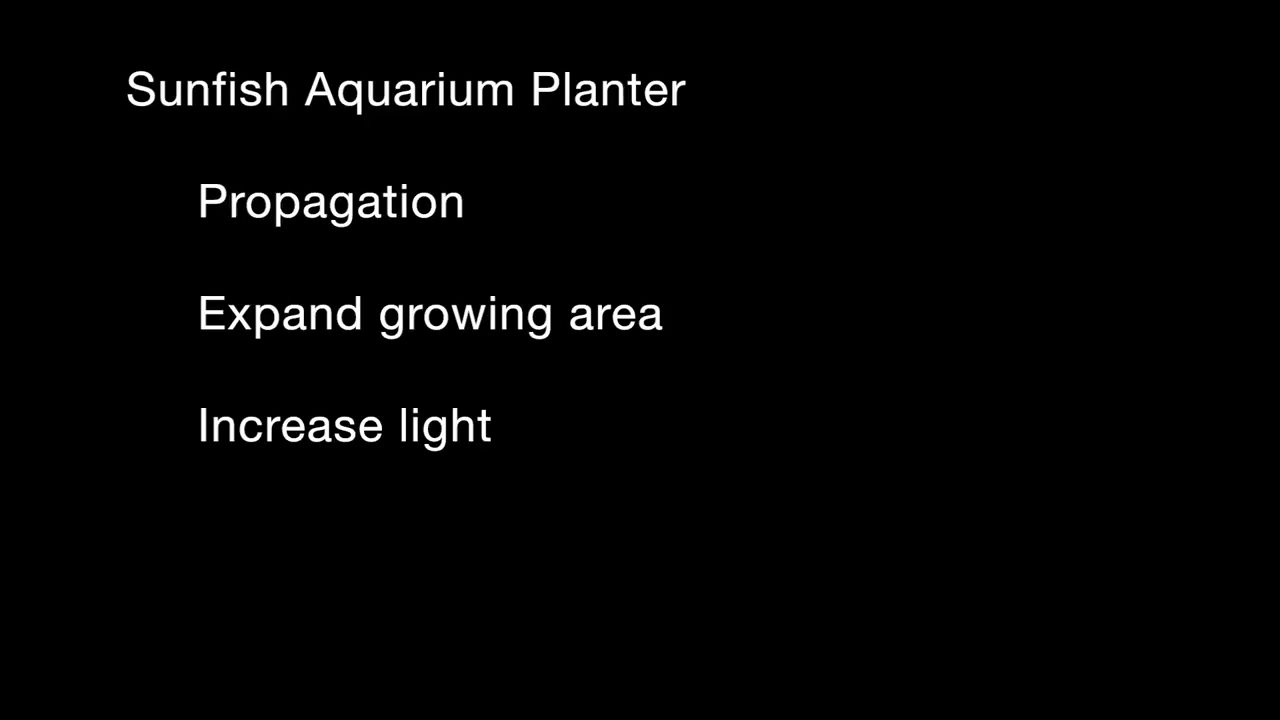 Sunfish Aquarium Planter
Propagation
Expand growing area
Increase light